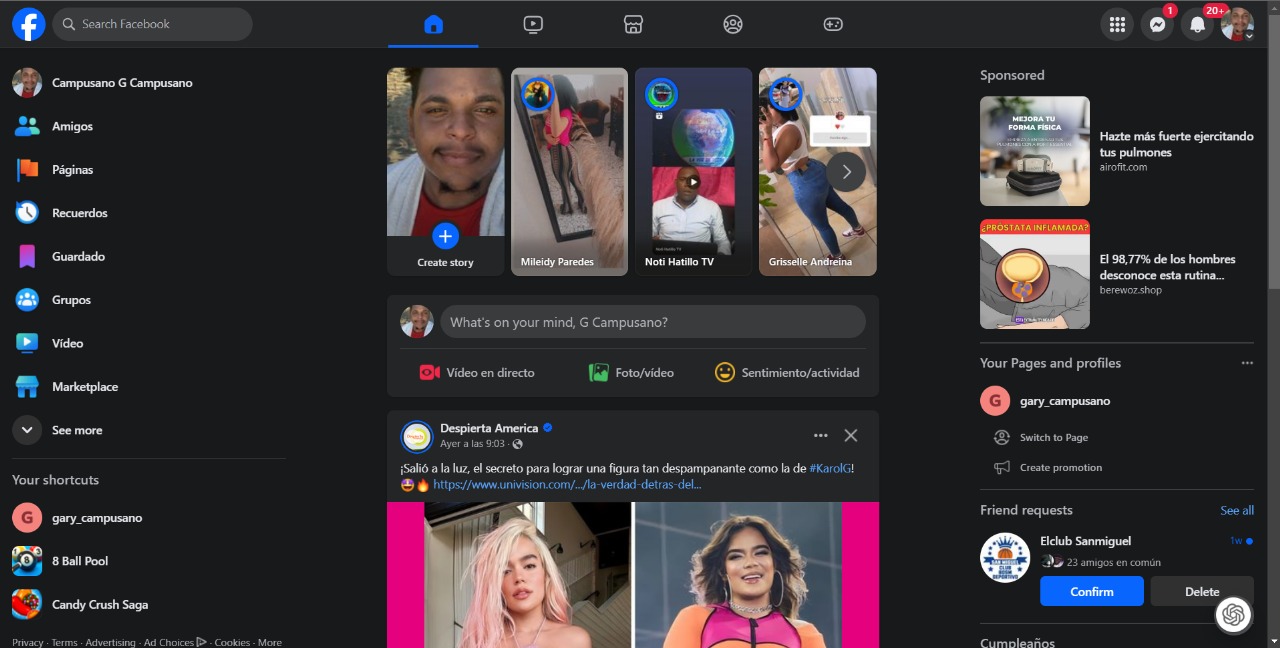 Search Facebook
1
20+
Campusano G Campusano
Amigos
Páginas
Recuerdos
Guardado
Grupos
Vídeo
Marketplace
See more
Your shortcuts
G
gary_campusano
8 Ball Pool
Candy Crush Saga
Privacy · Terms · Advertising · Ad Choices · Cookies · More
Create story
Mileidy Paredes
Noti Hatillo TV
Grisselle Andreina
What's on your mind, G Campusano?
Vídeo en directo
Foto/vídeo
Sentimiento/actividad
Despierta America
Ayer a las 9:03 ·
¡Salió a la luz, el secreto para lograr una figura tan despampanante como la de #KarolG!
https://www.univision.com/.../la-verdad-detras-del...
Sponsored
MEJORA TU
FORMA FÍSICA
Hazte más fuerte ejercitando
tus pulmones
airofit.com
¿PROSTATA INFLAMADA?
El 98,77% de los hombres
desconoce esta rutina...
berewoz.shop
Your Pages and profiles
G
gary_campusano
Switch to Page
Create promotion
Friend requests
See all
SAN MIGUEL
CLUB
DEPORTIVO
Elclub Sanmiguel
1w
23 amigos en común
Confirm
Delete
Cumpleaños